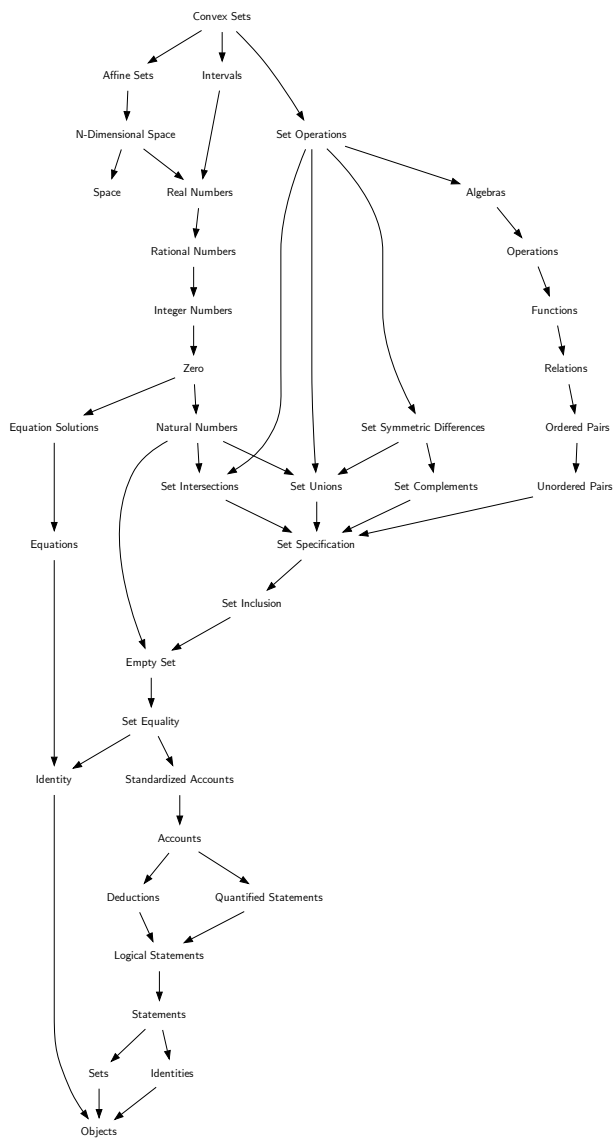 Convex Sets
Affine Sets
Intervals
N-Dimensional Space
Set Operations
Space
Real Numbers
Algebras
Rational Numbers
Operations
Integer Numbers
Functions
Zero
Relations
Equation Solutions
Natural Numbers
Set Symmetric Differences
Ordered Pairs
Set Intersections
Set Unions
Set Complements
Unordered Pairs
Equations
Set Specification
Set Inclusion
Empty Set
Set Equality
Identity
Standardized Accounts
Accounts
Deductions
Quantified Statements
Logical Statements
Statements
Sets
Identities
Objects